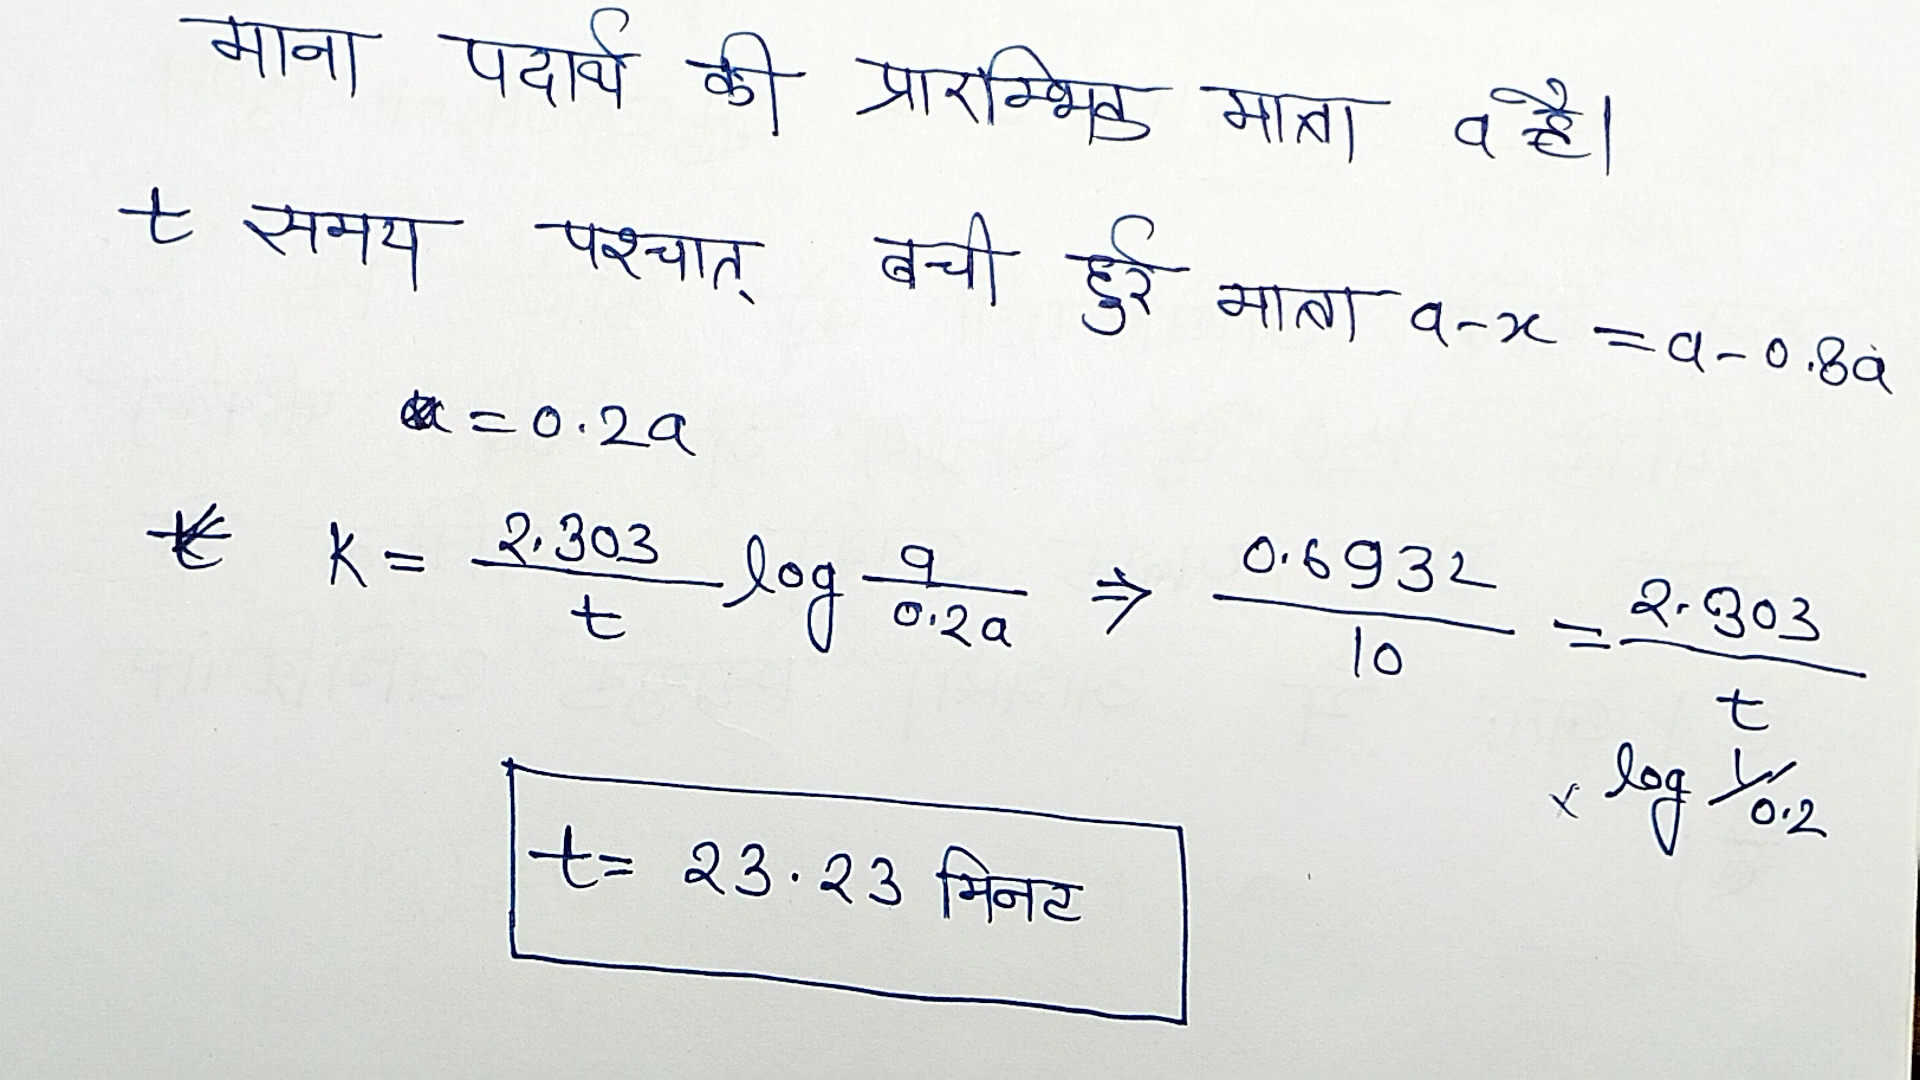 माना पदार्थ की प्रारम्भिक मात्रा a है।
t समय पश्चात् बची हुई मात्रा a-x = a-0.8a
= 0.2a
K = 2.303/t log a/0.2a ⇒ 0.6932/10 = 2.303/t
× log 1/0.2
t = 23.23 मिनट